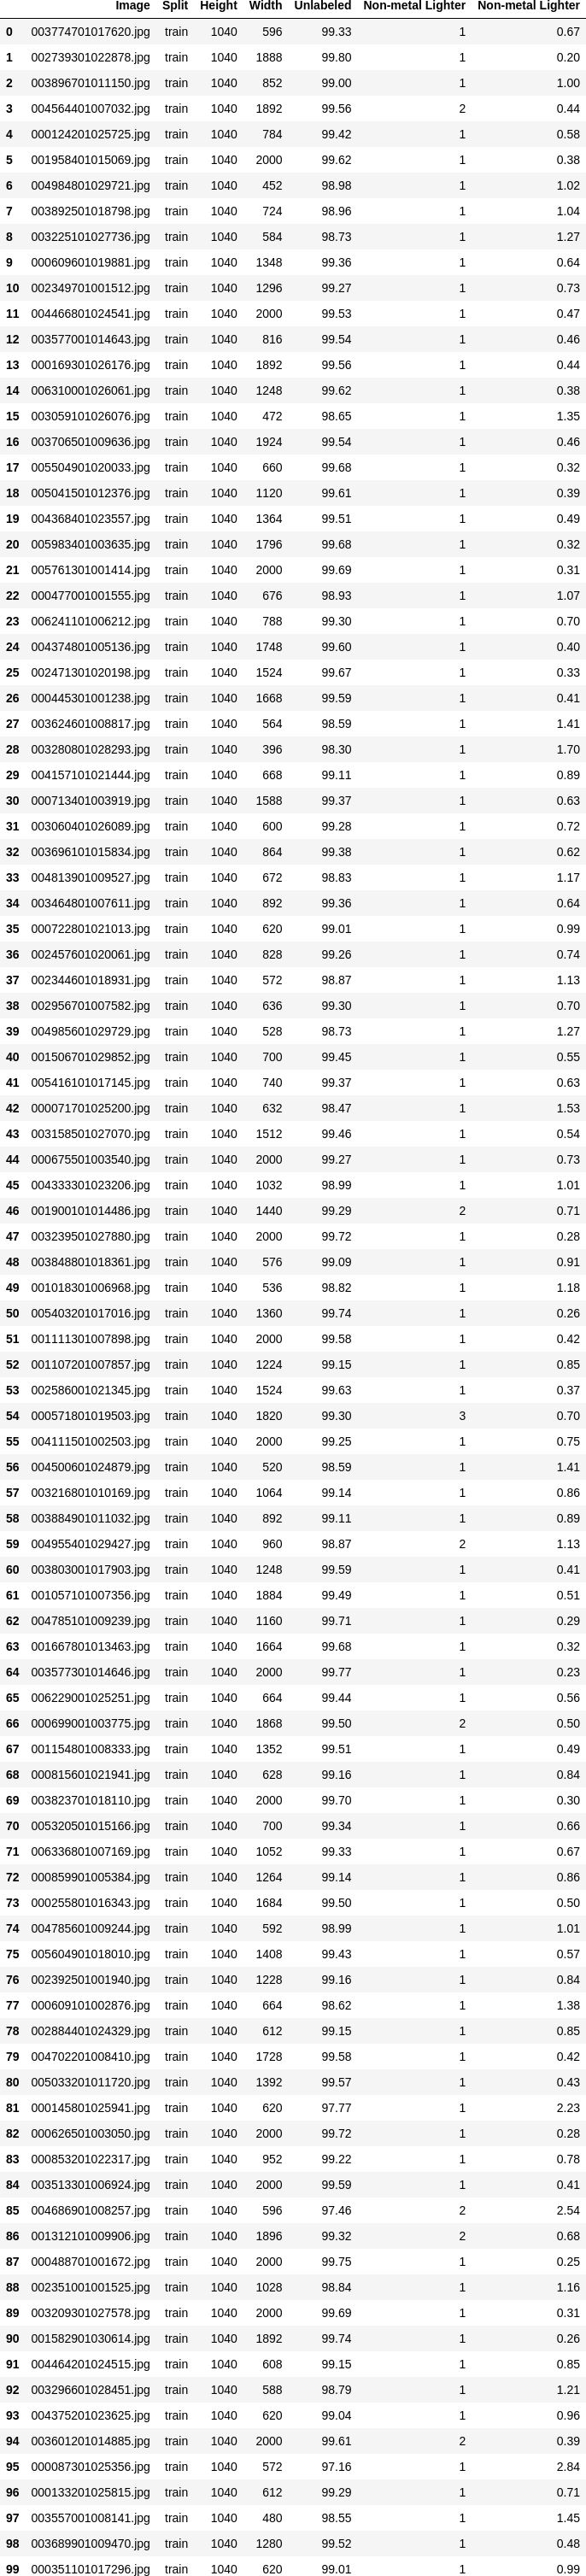 Image Split Height Width Unlabeled Non-metal Lighter Non-metal Lighter
0 003774701017620.jpg train 1040 596 99.33 1 0.67
1 002739301022878.jpg train 1040 1888 99.80 1 0.20
2 003896701011150.jpg train 1040 852 99.00 1 1.00
3 004564401007032.jpg train 1040 1892 99.56 2 0.44
4 000124201025725.jpg train 1040 784 99.42 1 0.58
5 001958401015069.jpg train 1040 2000 99.62 1 0.38
6 004984801029721.jpg train 1040 452 98.98 1 1.02
7 003892501018798.jpg train 1040 724 98.96 1 1.04
8 003225101027736.jpg train 1040 584 98.73 1 1.27
9 000609601019881.jpg train 1040 1348 99.36 1 0.64
10 002349701001512.jpg train 1040 1296 99.27 1 0.73
11 004466801024541.jpg train 1040 2000 99.53 1 0.47
12 003577001014643.jpg train 1040 816 99.54 1 0.46
13 000169301026176.jpg train 1040 1892 99.56 1 0.44
14 006310001026061.jpg train 1040 1248 99.62 1 0.38
15 003059101026076.jpg train 1040 472 98.65 1 1.35
16 003706501009636.jpg train 1040 1924 99.54 1 0.46
17 005504901020033.jpg train 1040 660 99.68 1 0.32
18 005041501012376.jpg train 1040 1120 99.61 1 0.39
19 004368401023557.jpg train 1040 1364 99.51 1 0.49
20 005983401003635.jpg train 1040 1796 99.68 1 0.32
21 005761301001414.jpg train 1040 2000 99.69 1 0.31
22 000477001001555.jpg train 1040 676 98.93 1 1.07
23 006241101006212.jpg train 1040 788 99.30 1 0.70
24 004374801005136.jpg train 1040 1748 99.60 1 0.40
25 002471301020198.jpg train 1040 1524 99.67 1 0.33
26 000445301001238.jpg train 1040 1668 99.59 1 0.41
27 003624601008817.jpg train 1040 564 98.59 1 1.41
28 003280801028293.jpg train 1040 396 98.30 1 1.70
29 004157101021444.jpg train 1040 668 99.11 1 0.89
30 000713401003919.jpg train 1040 1588 99.37 1 0.63
31 003060401026089.jpg train 1040 600 99.28 1 0.72
32 003696101015834.jpg train 1040 864 99.38 1 0.62
33 004813901009527.jpg train 1040 672 98.83 1 1.17
34 003464801007611.jpg train 1040 892 99.36 1 0.64
35 000722801021013.jpg train 1040 620 99.01 1 0.99
36 002457601020061.jpg train 1040 828 99.26 1 0.74
37 002344601018931.jpg train 1040 572 98.87 1 1.13
38 002956701007582.jpg train 1040 636 99.30 1 0.70
39 004985601029729.jpg train 1040 528 98.73 1 1.27
40 001506701029852.jpg train 1040 700 99.45 1 0.55
41 005416101017145.jpg train 1040 740 99.37 1 0.63
42 000071701025200.jpg train 1040 632 98.47 1 1.53
43 003158501027070.jpg train 1040 1512 99.46 1 0.54
44 000675501003540.jpg train 1040 2000 99.27 1 0.73
45 004333301023206.jpg train 1040 1032 98.99 1 1.01
46 001900101014486.jpg train 1040 1440 99.29 2 0.71
47 003239501027880.jpg train 1040 2000 99.72 1 0.28
48 003848801018361.jpg train 1040 576 99.09 1 0.91
49 001018301006968.jpg train 1040 536 98.82 1 1.18
50 005403201017016.jpg train 1040 1360 99.74 1 0.26
51 001111301007898.jpg train 1040 2000 99.58 1 0.42
52 001107201007857.jpg train 1040 1224 99.15 1 0.85
53 002586001021345.jpg train 1040 1524 99.63 1 0.37
54 000571801019503.jpg train 1040 1820 99.30 3 0.70
55 004111501002503.jpg train 1040 2000 99.25 1 0.75
56 004500601024879.jpg train 1040 520 98.59 1 1.41
57 003216801010169.jpg train 1040 1064 99.14 1 0.86
58 003884901011032.jpg train 1040 892 99.11 1 0.89
59 004955401029427.jpg train 1040 960 98.87 2 1.13
60 003803001017903.jpg train 1040 1248 99.59 1 0.41
61 001057101007356.jpg train 1040 1884 99.49 1 0.51
62 004785101009239.jpg train 1040 1160 99.71 1 0.29
63 001667801013463.jpg train 1040 1664 99.68 1 0.32
64 003577301014646.jpg train 1040 2000 99.77 1 0.23
65 006229001025251.jpg train 1040 664 99.44 1 0.56
66 000699001003775.jpg train 1040 1868 99.50 2 0.50
67 001154801008333.jpg train 1040 1352 99.51 1 0.49
68 000815601021941.jpg train 1040 628 99.16 1 0.84
69 003823701018110.jpg train 1040 2000 99.70 1 0.30
70 005320501015166.jpg train 1040 700 99.34 1 0.66
71 006336801007169.jpg train 1040 1052 99.33 1 0.67
72 000859901005384.jpg train 1040 1264 99.14 1 0.86
73 000255801016343.jpg train 1040 1684 99.50 1 0.50
74 004785601009244.jpg train 1040 592 98.99 1 1.01
75 005604901018010.jpg train 1040 1408 99.43 1 0.57
76 002392501001940.jpg train 1040 1228 99.16 1 0.84
77 000609101002876.jpg train 1040 664 98.62 1 1.38
78 002884401024329.jpg train 1040 612 99.15 1 0.85
79 004702201008410.jpg train 1040 1728 99.58 1 0.42
80 005033201011720.jpg train 1040 1392 99.57 1 0.43
81 000145801025941.jpg train 1040 620 97.77 1 2.23
82 000626501003050.jpg train 1040 2000 99.72 1 0.28
83 000853201022317.jpg train 1040 952 99.22 1 0.78
84 003513301006924.jpg train 1040 2000 99.59 1 0.41
85 004686901008257.jpg train 1040 596 97.46 2 2.54
86 001312101009906.jpg train 1040 1896 99.32 2 0.68
87 000488701001672.jpg train 1040 2000 99.75 1 0.25
88 002351001001525.jpg train 1040 1028 98.84 1 1.16
89 003209301027578.jpg train 1040 2000 99.69 1 0.31
90 001582901030614.jpg train 1040 1892 99.74 1 0.26
91 004464201024515.jpg train 1040 608 99.15 1 0.85
92 003296601028451.jpg train 1040 588 98.79 1 1.21
93 004375201023625.jpg train 1040 620 99.04 1 0.96
94 003601201014885.jpg train 1040 2000 99.61 2 0.39
95 000087301025356.jpg train 1040 572 97.16 1 2.84
96 000133201025815.jpg train 1040 612 99.29 1 0.71
97 003557001008141.jpg train 1040 480 98.55 1 1.45
98 003689901009470.jpg train 1040 1280 99.52 1 0.48
99 000351101017296.jpg train 1040 620 99.01 1 0.99